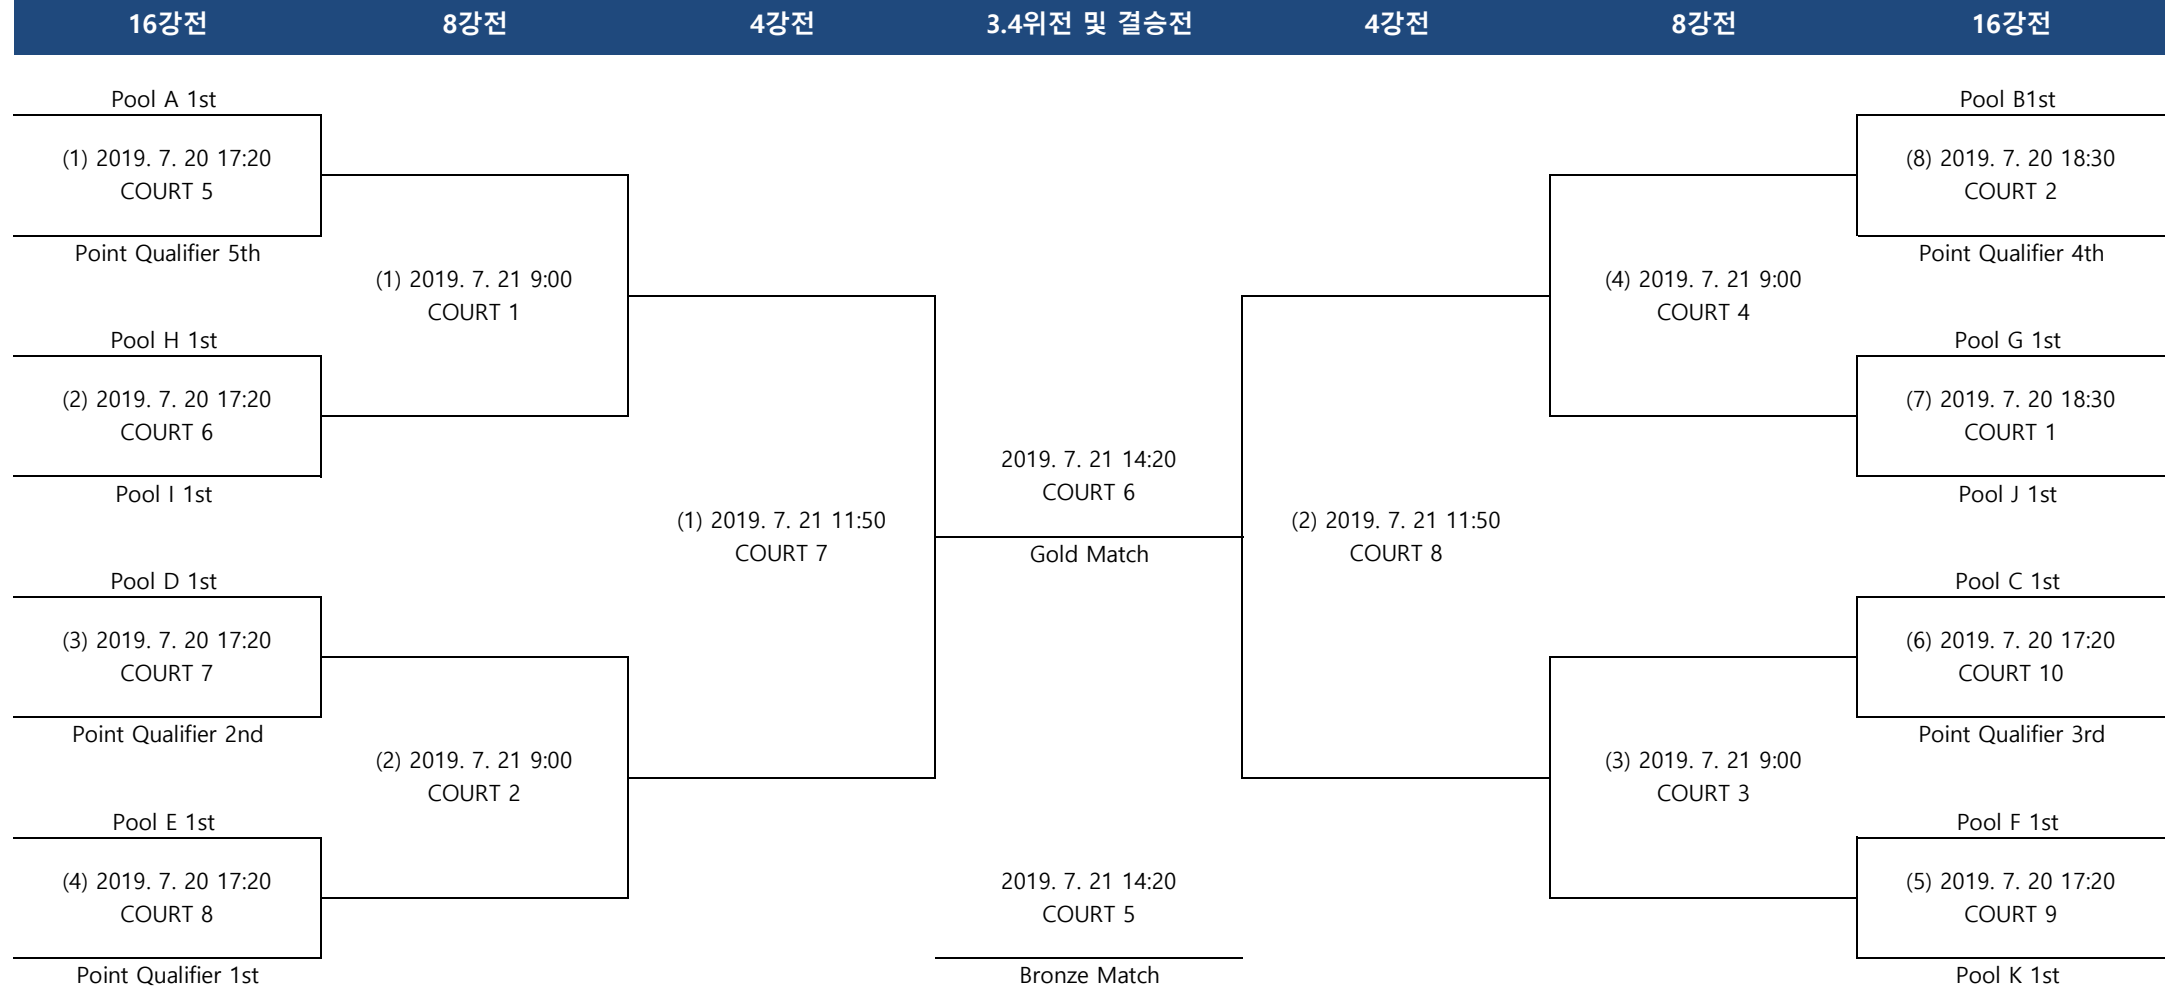 16강전
8강전
4강전
3.4위전 및 결승전
4강전
8강전
16강전
Pool A 1st
(1) 2019. 7. 20 17:20
COURT 5
Point Qualifier 5th
Pool H 1st
(2) 2019. 7. 20 17:20
COURT 6
Pool I 1st
Pool D 1st
(3) 2019. 7. 20 17:20
COURT 7
Point Qualifier 2nd
Pool E 1st
(4) 2019. 7. 20 17:20
COURT 8
Point Qualifier 1st
(1) 2019. 7. 21 9:00
COURT 1
(2) 2019. 7. 21 9:00
COURT 2
(1) 2019. 7. 21 11:50
COURT 7
2019. 7. 21 14:20
COURT 6
Gold Match
2019. 7. 21 14:20
COURT 5
Bronze Match
(2) 2019. 7. 21 11:50
COURT 8
(4) 2019. 7. 21 9:00
COURT 4
(3) 2019. 7. 21 9:00
COURT 3
Pool B1st
(8) 2019. 7. 20 18:30
COURT 2
Point Qualifier 4th
Pool G 1st
(7) 2019. 7. 20 18:30
COURT 1
Pool J 1st
Pool C 1st
(6) 2019. 7. 20 17:20
COURT 10
Point Qualifier 3rd
Pool F 1st
(5) 2019. 7. 20 17:20
COURT 9
Pool K 1st